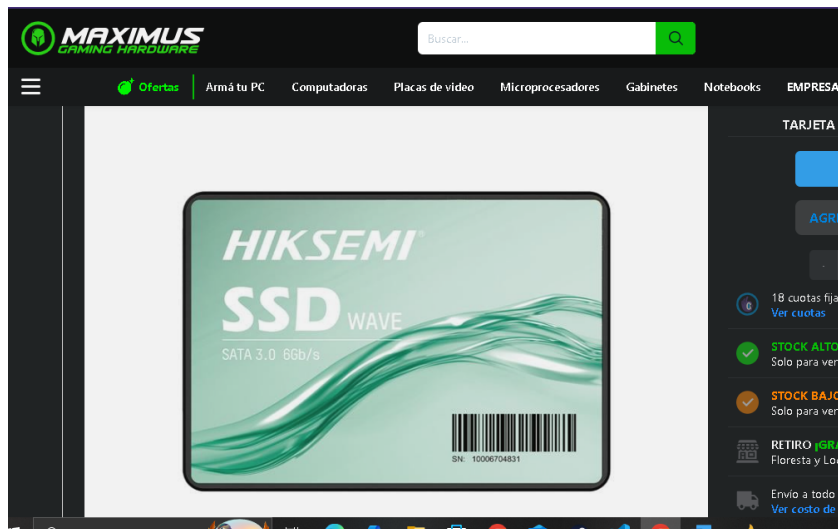 MAXIMUS
GAMING HARDWARE
Buscar...
Ofertas
Armá tu PC
Computadoras
Placas de video
Microprocesadores
Gabinetes
Notebooks
EMPRESA
TARJETA
AGR
HIKSEMI
SSD WAVE
SATA 3.0 6Gb/s
SN: 10006704831
18 cuotas fija
Ver cuotas
STOCK ALTO
Solo para ver
STOCK BAJO
Solo para ver
RETIRO ¡GRA
Floresta y Lo
Envío a todo
Ver costo de